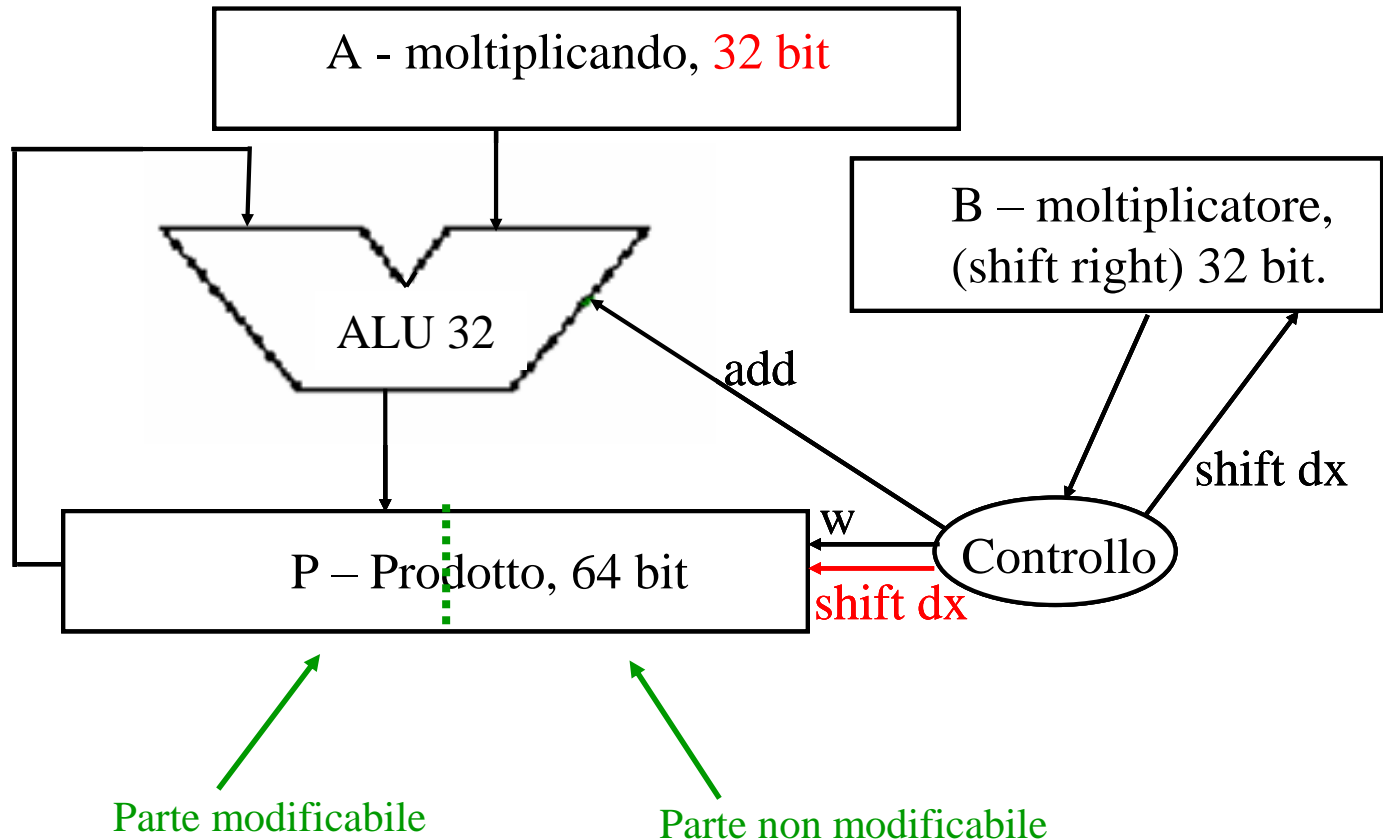 A - moltiplicando, 32 bit
B – moltiplicatore,
(shift right) 32 bit.
ALU 32
add
shift dx
w
Controllo
P – Prodotto, 64 bit
shift dx
Parte modificabile
Parte non modificabile